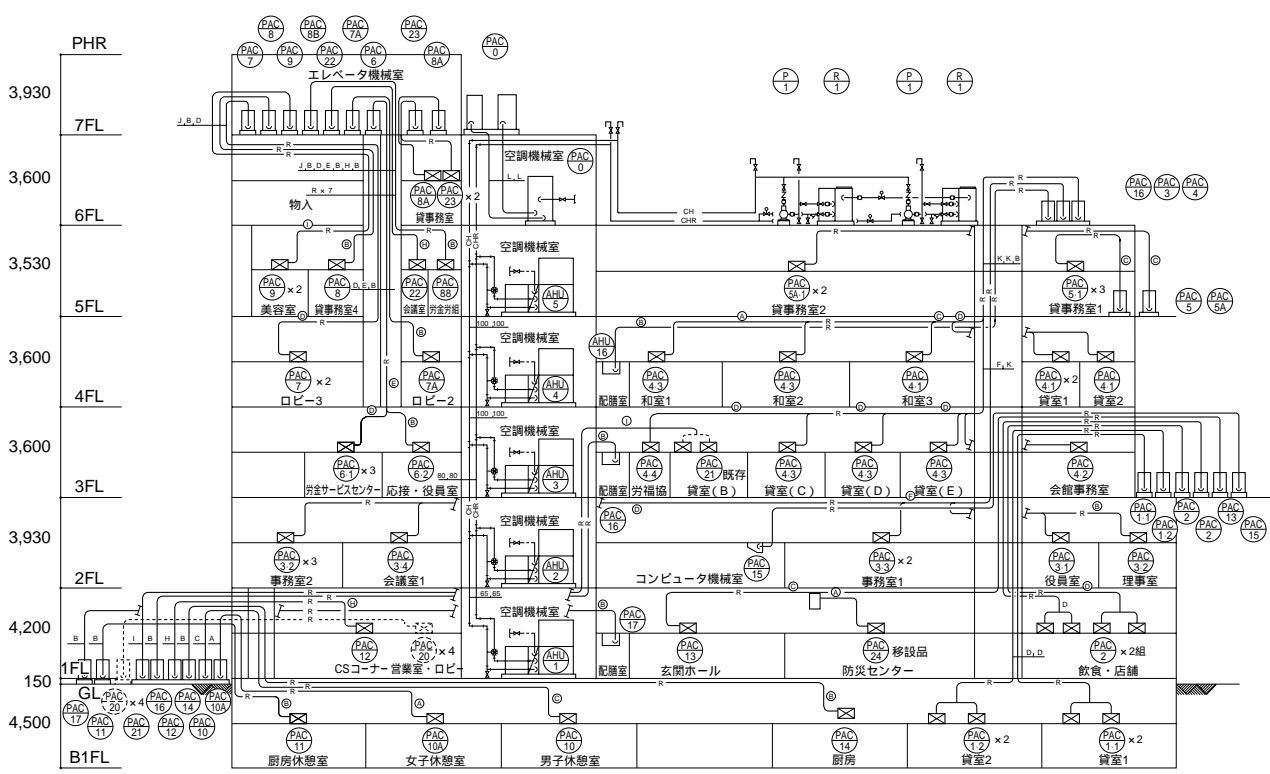 PAC 8
PAC 8B
PAC 7A
PAC 23
PHR
PAC 7
PAC 9
PAC 22
PAC 6
PAC 8A
PAC 0
エレベータ機械室
P 1
R 1
P 1
R 1
3,930
J,B,D
R
R
7FL
空調機械室
PAC 0
J,B,D,E,B,H,B
L,L
3,600
R×7
PAC 8A
PAC 23 ×2
物入
貸事務室
PAC 16
PAC 3
PAC 4
CH
CHR
6FL
空調機械室
3,530
PAC 9 ×2
PAC 8
D,E,B
PAC 22
PAC 88
AHU 5
PAC 5A·1 ×2
K,K,B
PAC 5·1 ×3
美容室
貸事務室4
会議室
労金労組
貸事務室2
貸事務室1
PAC 5
PAC 5A
5FL
100 ,100
空調機械室
AHU 16
3,600
PAC 7 ×2
PAC 7A
AHU 4
PAC 4·3
PAC 4·3
PAC 4·1
F,K
PAC 4·1 ×2
PAC 4·1
ロビー3
ロビー2
配膳室
和室1
和室2
和室3
貸室1
貸室2
4FL
100 ,100
空調機械室
3,600
PAC 6·1 ×3
PAC 6·2
80,80
AHU 3
PAC 4·4
PAC 21 既存
PAC 4·3
PAC 4·3
PAC 4·3
PAC 4·2
労金サービスセンター
応接・役員室
配膳室
労福協
貸室(B)
貸室(C)
貸室(D)
貸室(E)
会館事務室
3FL
空調機械室
PAC 16
PAC 1·1
PAC 1·2
PAC 2
PAC 2
PAC 13
PAC 15
3,930
PAC 3·2 ×3
PAC 3·4
AHU 2
PAC 15
PAC 3·3 ×2
PAC 3·1
PAC 3·2
事務室2
会議室1
コンピュータ機械室
事務室1
役員室
理事室
2FL
65,65
空調機械室
PAC 17
4,200
B
B
I
B
H
B
C
A
PAC 12
PAC 20 ×4
AHU 1
PAC 13
PAC 24 移設品
D,D
PAC 2 ×2組
CSコーナー
営業室・ロビー
配膳室
玄関ホール
防災センター
飲食・店舗
1FL
150
GL
PAC 17
PAC 20 ×4
PAC 11
PAC 21
PAC 16
PAC 12
PAC 14
PAC 10
PAC 10A
4,500
PAC 11
PAC 10A
PAC 10
PAC 14
PAC 1·2 ×2
PAC 1·1 ×2
厨房休憩室
女子休憩室
男子休憩室
厨房
貸室2
貸室1
B1FL